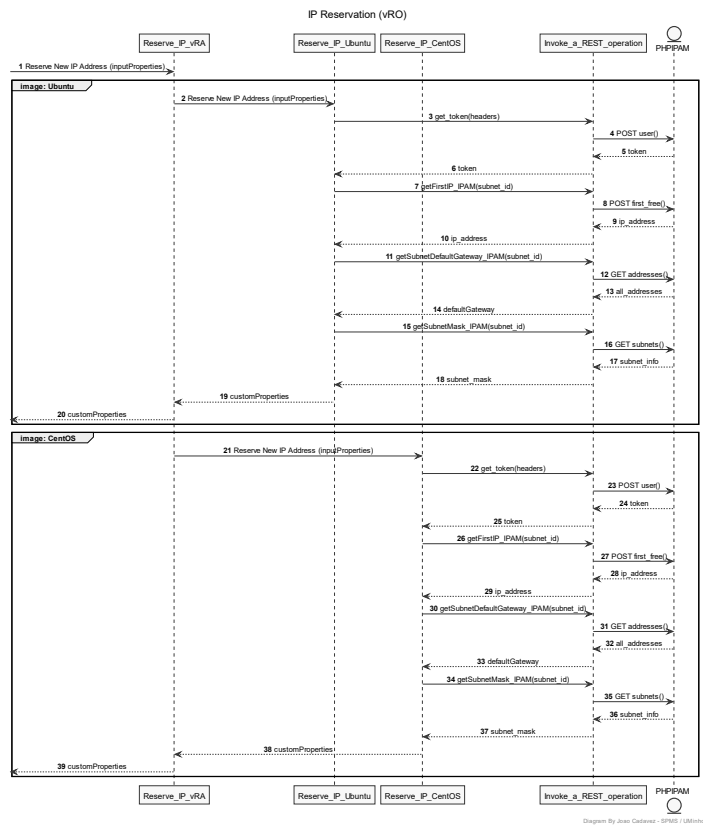 IP Reservation (vRO)
Reserve_IP_vRA
Reserve_IP_Ubuntu
Reserve_IP_CentOS
Invoke_a_REST_operation
PHPIPAM
1 Reserve New IP Address (inputProperties)
image: Ubuntu
2 Reserve New IP Address (inputProperties)
3 get_token(headers)
4 POST user()
5 token
6 token
7 getFirstIP_IPAM(subnet_id)
8 POST first_free()
9 ip_address
10 ip_address
11 getSubnetDefaultGateway_IPAM(subnet_id)
12 GET addresses()
13 all_addresses
14 defaultGateway
15 getSubnetMask_IPAM(subnet_id)
16 GET subnets()
17 subnet_info
18 subnet_mask
19 customProperties
20 customProperties
image: CentOS
21 Reserve New IP Address (inputProperties)
22 get_token(headers)
23 POST user()
24 token
25 token
26 getFirstIP_IPAM(subnet_id)
27 POST first_free()
28 ip_address
29 ip_address
30 getSubnetDefaultGateway_IPAM(subnet_id)
31 GET addresses()
32 all_addresses
33 defaultGateway
34 getSubnetMask_IPAM(subnet_id)
35 GET subnets()
36 subnet_info
37 subnet_mask
38 customProperties
39 customProperties
Reserve_IP_vRA
Reserve_IP_Ubuntu
Reserve_IP_CentOS
Invoke_a_REST_operation
PHPIPAM
Diagram By Joao Cadavez - SPMS / UMinho